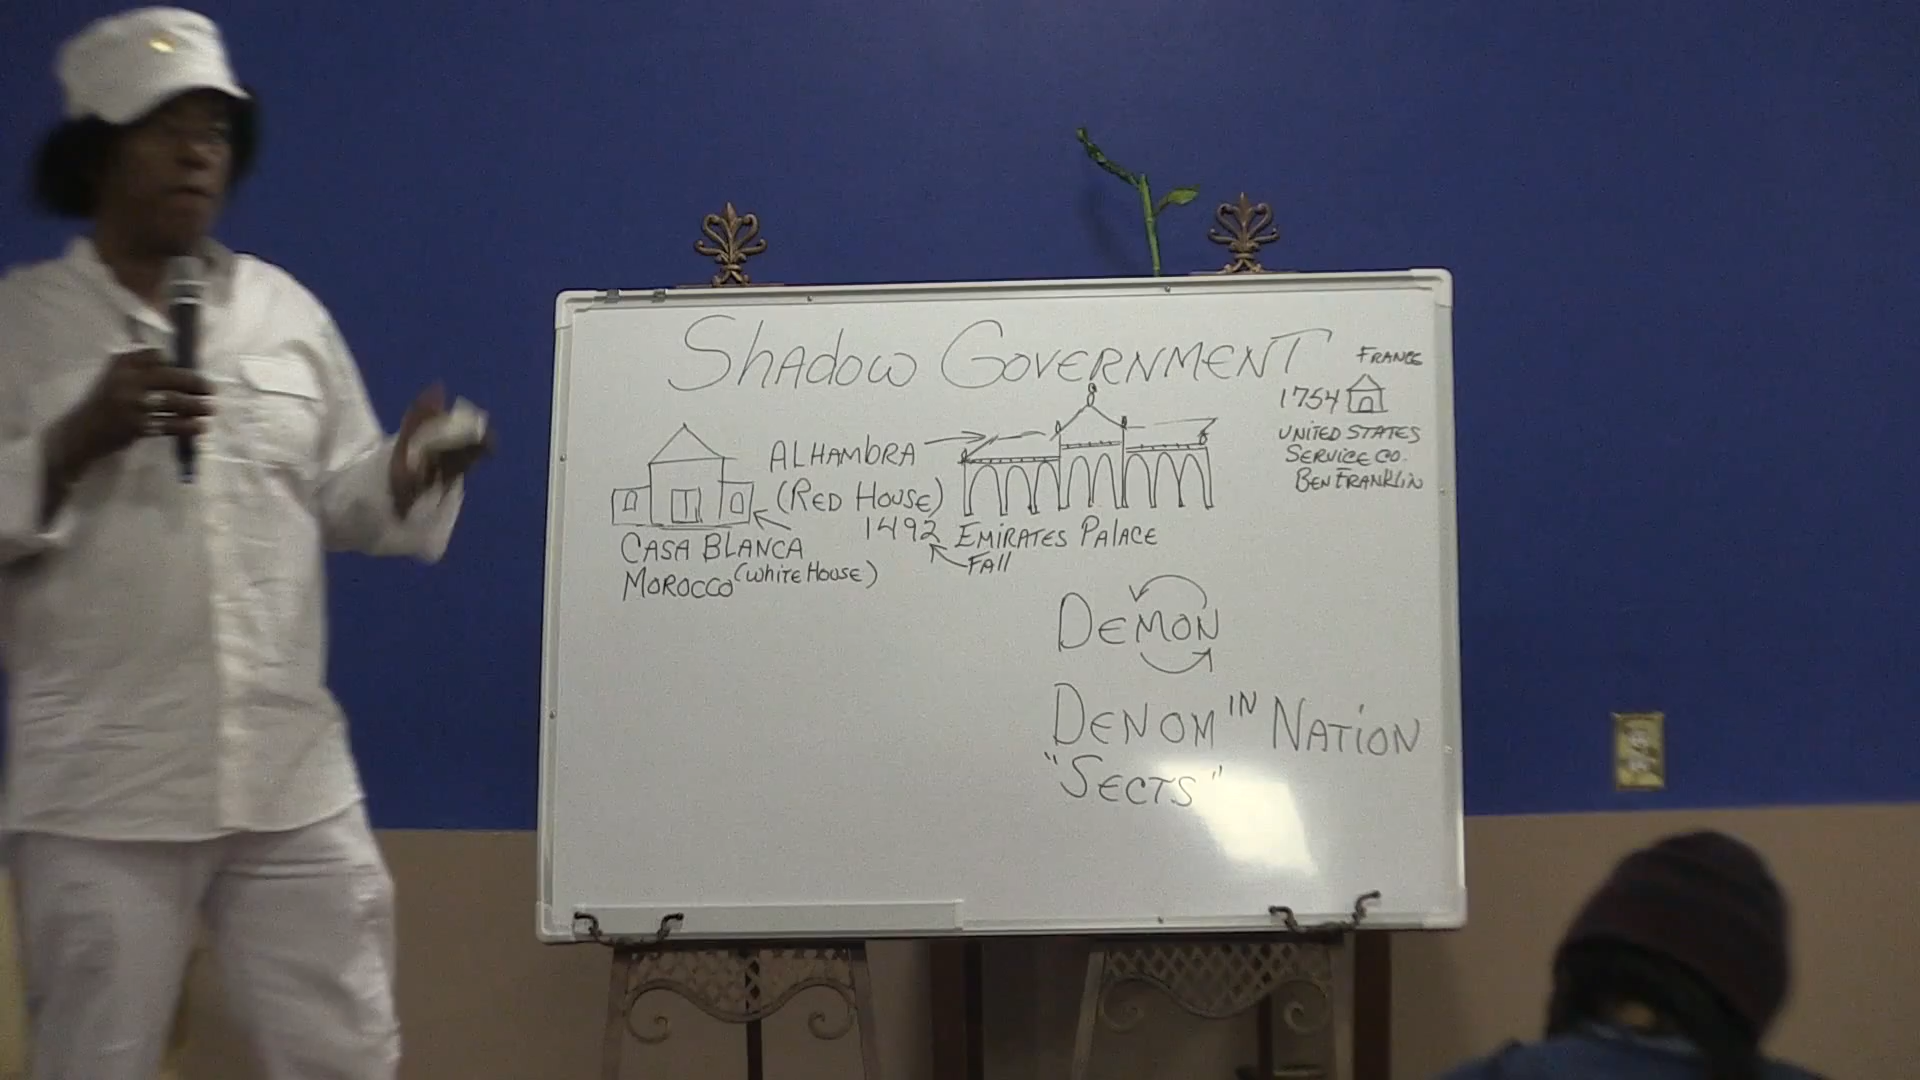 Shadow Government
France
1754
United States
Service Co.
Ben Franklin
Alhambra
(Red House)
1492
Emirates Palace
Fall
Casa Blanca
Morocco (White House)
Demon
Denom in Nation
"Sects"